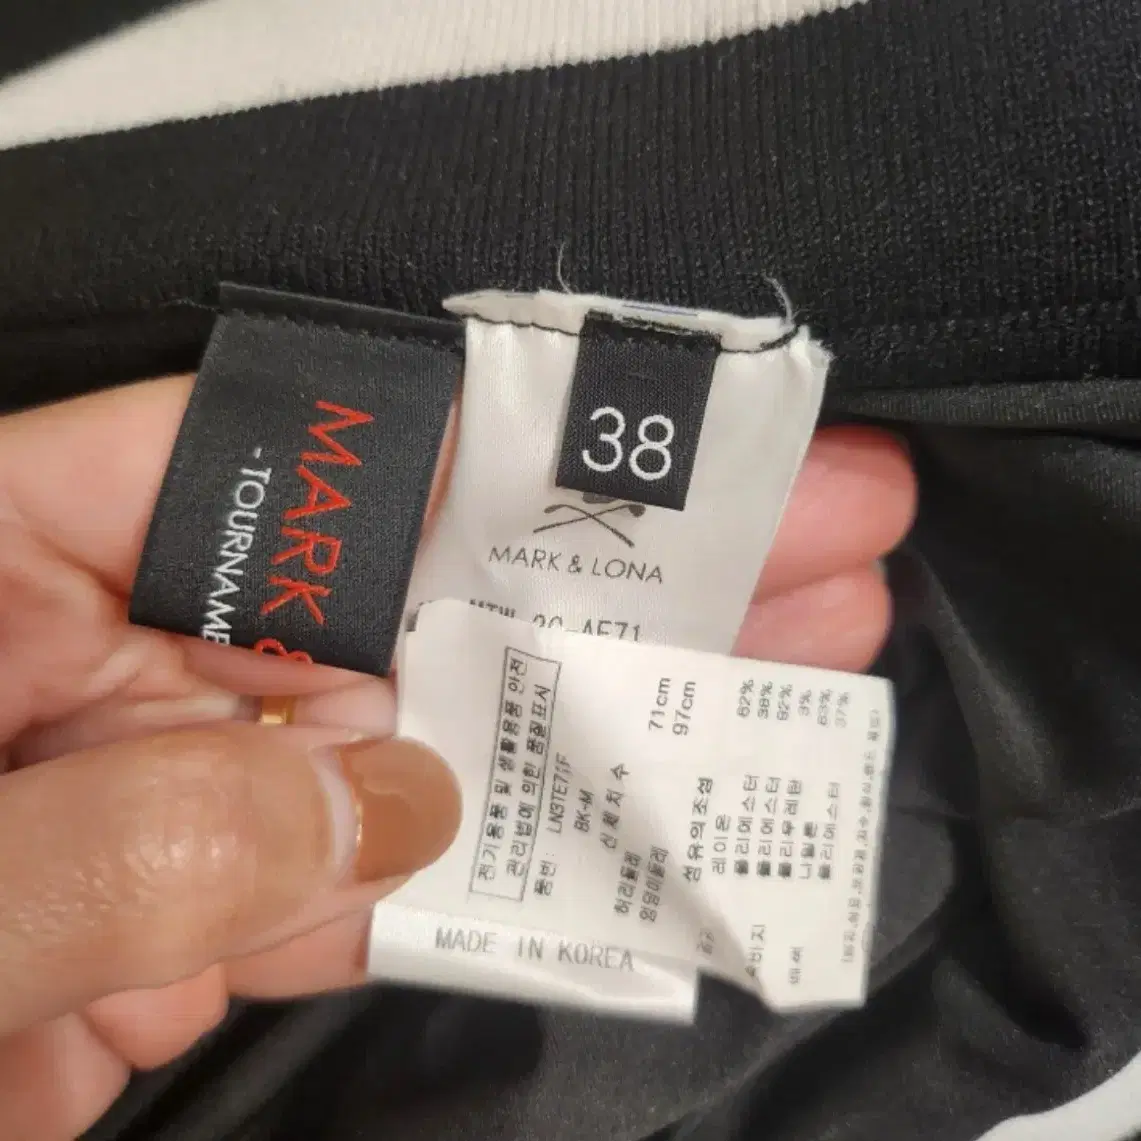 MARK &
-TOURNAME
38
MARK & LONA
MADE IN KOREA
전기용품 및 생활용품 안전
관리법에 의한 품질표시
품번: LN3TE71F
BK-M
신체치수
허리둘레 71cm
엉덩이둘레 97cm
섬유의조성
레이온 62%
폴리에스터 38%
폴리에스터 92%
폴리우레탄
나일론 63%
폴리에스터 37%